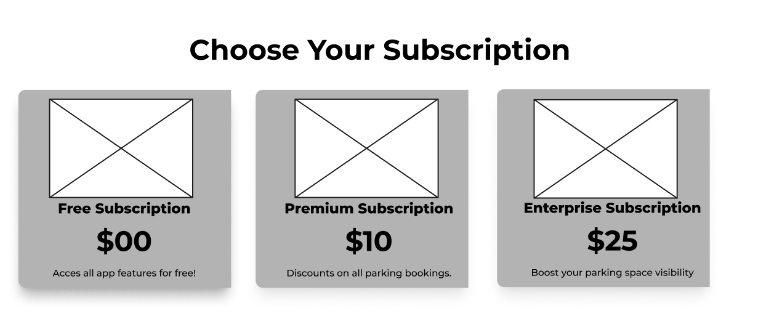 Choose Your Subscription
Free Subscription
$00
Acces all app features for free!
Premium Subscription
$10
Discounts on all parking bookings.
Enterprise Subscription
$25
Boost your parking space visibility